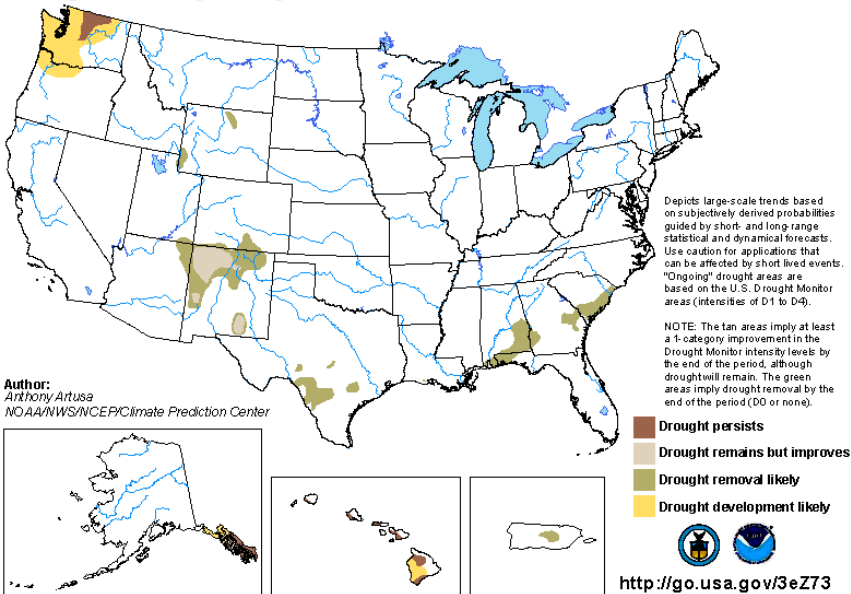 Depicts large-scale trends based
on subjectively derived probabilities
guided by short- and long-range
statistical and dynamical forecasts.
Use caution for applications that
can be affected by short lived events.
"Ongoing" drought areas are
based on the U.S. Drought Monitor
areas (intensities of D1 to D4).
NOTE: The tan areas imply at least
a 1-category improvement in the
Drought Monitor intensity levels by
the end of the period, although
drought will remain. The green
areas imply drought removal by the
end of the period (D0 or none).
Author:
Anthony Artusa
NOAA/NWS/NCEP/Climate Prediction Center
Drought persists
Drought remains but improves
Drought removal likely
Drought development likely
http://go.usa.gov/3eZ73